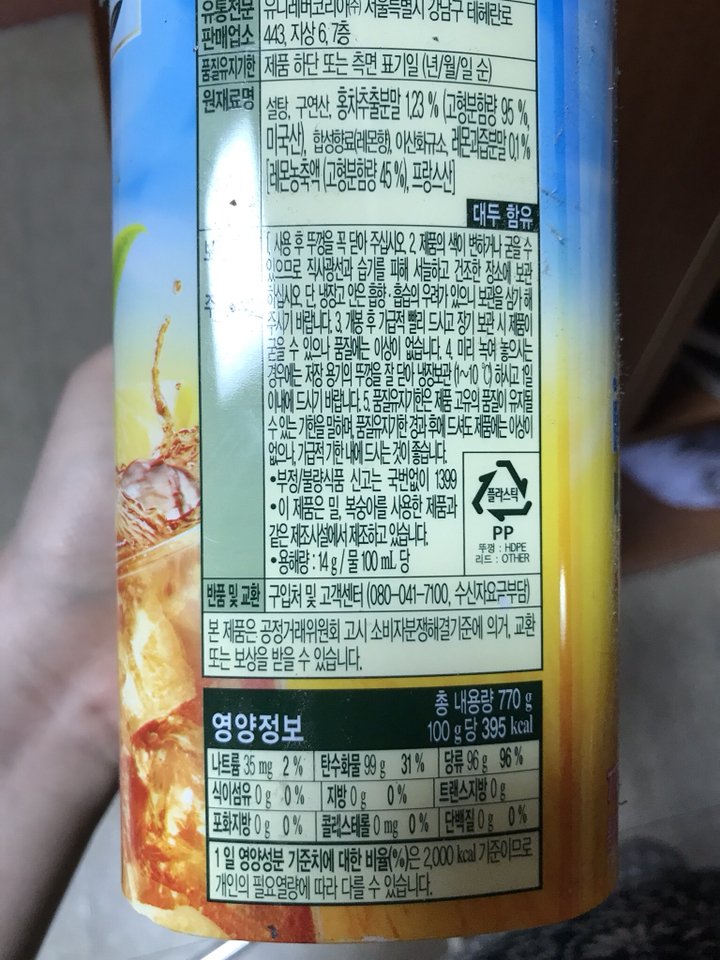 유통전문 유니레버코리아㈜ 서울특별시 강남구 테헤란로
판매업소 443, 지상 6, 7층
품질유지기한 제품 하단 또는 측면 표기일 (년/월/일 순)
원재료명 설탕, 구연산, 홍차추출분말 1.23 % (고형분함량 95 %,
미국산), 합성향료(레몬향), 이산화규소, 레몬과즙분말 0.1 %
[레몬농축액 (고형분함량 45 %), 프랑스산]
대두 함유
1. 사용 후 뚜껑을 꼭 닫아 주십시오. 2. 제품의 색이 변하거나 굳을 수
있으므로 직사광선과 습기를 피해 서늘하고 건조한 장소에 보관
하십시오. 단, 냉장고 안은 흡향·흡습의 우려가 있으니 보관을 삼가 해
주시기 바랍니다. 3. 개봉 후 가급적 빨리 드시고 장기 보관 시 제품이
굳을 수 있으나 품질에는 이상이 없습니다. 4. 미리 녹여 놓으시는
경우에는 저장 용기의 뚜껑을 잘 닫아 냉장보관 (1~10 ℃) 하시고 1일
이내에 드시기 바랍니다. 5. 품질유지기한은 제품 고유의 품질이 유지될
수 있는 기한을 말하며, 품질유지기한 경과 후에 드셔도 제품에는 이상이
없으나, 가급적 기한 내에 드시는 것이 좋습니다.
•부정/불량식품 신고는 국번없이 1399
•이 제품은 밀, 복숭아를 사용한 제품과
같은 제조시설에서 제조하고 있습니다.
•용해량 : 14 g / 물 100 mL 당
플라스틱
PP
뚜껑 : HDPE
리드 : OTHER
반품 및 교환 구입처 및 고객센터 (080-041-7100, 수신자요금부담)
본 제품은 공정거래위원회 고시 소비자분쟁해결기준에 의거, 교환
또는 보상을 받을 수 있습니다.
영양정보 총 내용량 770 g
100 g 당 395 kcal
나트륨 35 mg 2 % 탄수화물 99 g 31 % 당류 96 g 96 %
식이섬유 0 g 0 % 지방 0 g 0 % 트랜스지방 0 g
포화지방 0 g 0 % 콜레스테롤 0 mg 0 % 단백질 0 g 0 %
1 일 영양성분 기준치에 대한 비율(%)은 2,000 kcal 기준이므로
개인의 필요열량에 따라 다를 수 있습니다.